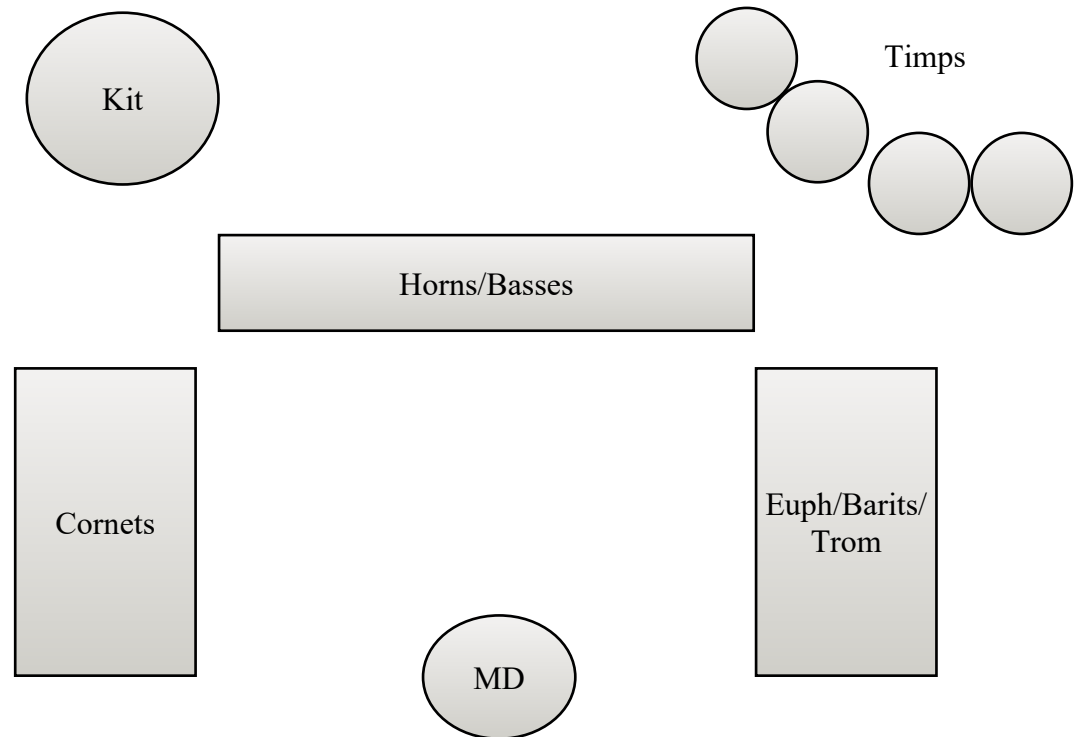 Kit
Timps
Horns/Basses
Cornets
Euph/Barits/
Trom
MD